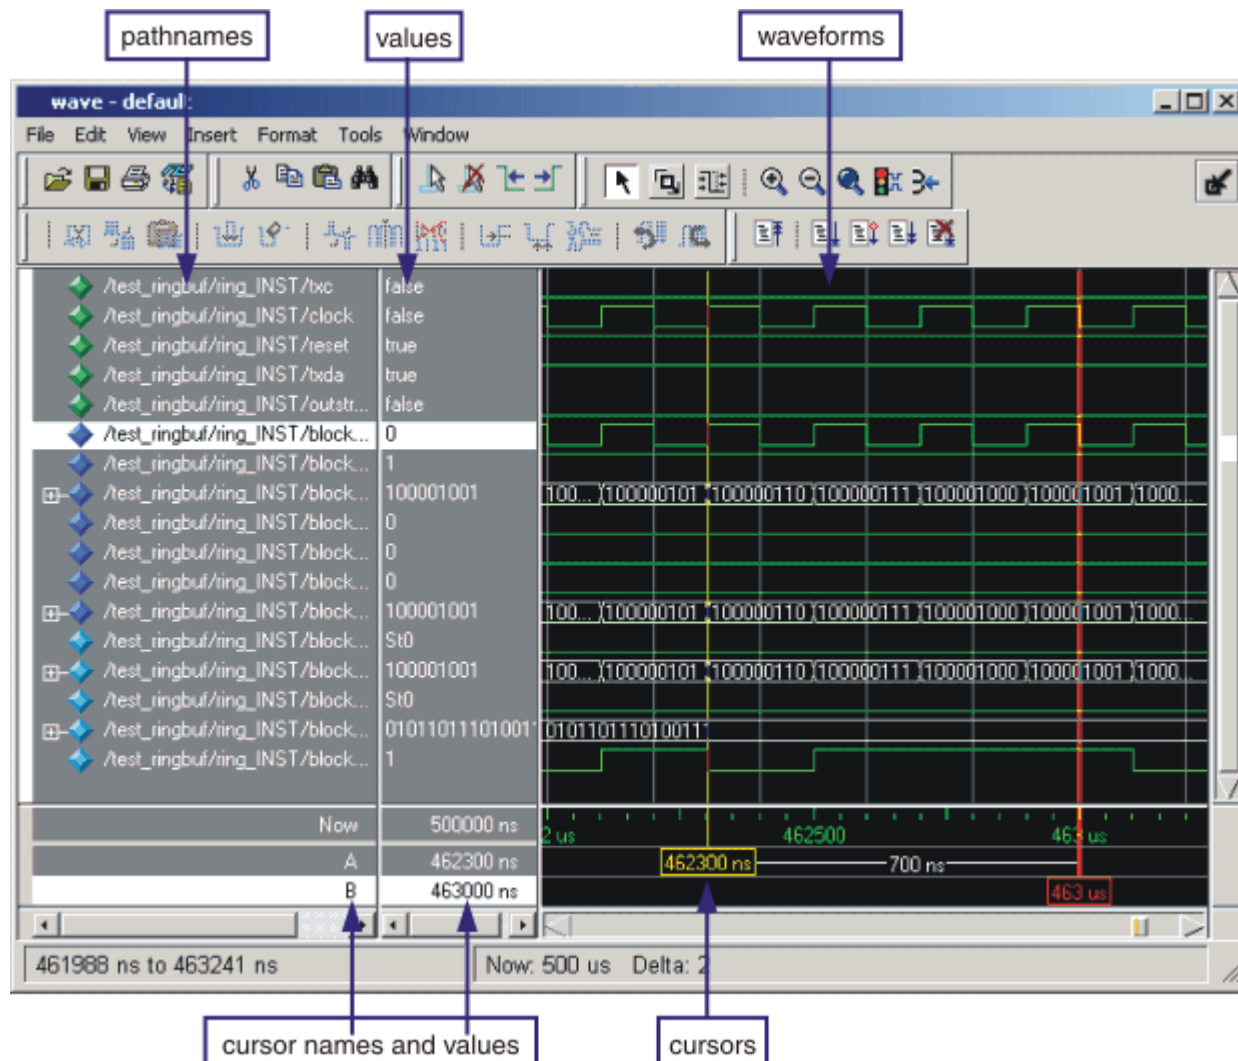 pathnames
values
waveforms
wave - default
File Edit View Insert Format Tools Window
/test_ringbuf/ring_INST/txc false
/test_ringbuf/ring_INST/clock false
/test_ringbuf/ring_INST/reset true
/test_ringbuf/ring_INST/txda true
/test_ringbuf/ring_INST/outstr... false
/test_ringbuf/ring_INST/block... 0
/test_ringbuf/ring_INST/block... 1
/test_ringbuf/ring_INST/block... 100001001 100... 100000101 100000110 100000111 100001000 100001001 1000...
/test_ringbuf/ring_INST/block... 0
/test_ringbuf/ring_INST/block... 0
/test_ringbuf/ring_INST/block... 0
/test_ringbuf/ring_INST/block... 100001001 100... 100000101 100000110 100000111 100001000 100001001 1000...
/test_ringbuf/ring_INST/block... St0
/test_ringbuf/ring_INST/block... 100001001 100... 100000101 100000110 100000111 100001000 100001001 1000...
/test_ringbuf/ring_INST/block... St0
/test_ringbuf/ring_INST/block... 0101101110100111 0101101110100111
/test_ringbuf/ring_INST/block... 1
Now 500000 ns 2 us 462500 463 us
A 462300 ns 462300 ns 700 ns
B 463000 ns 463 us
461988 ns to 463241 ns Now: 500 us Delta: 2
cursor names and values
cursors